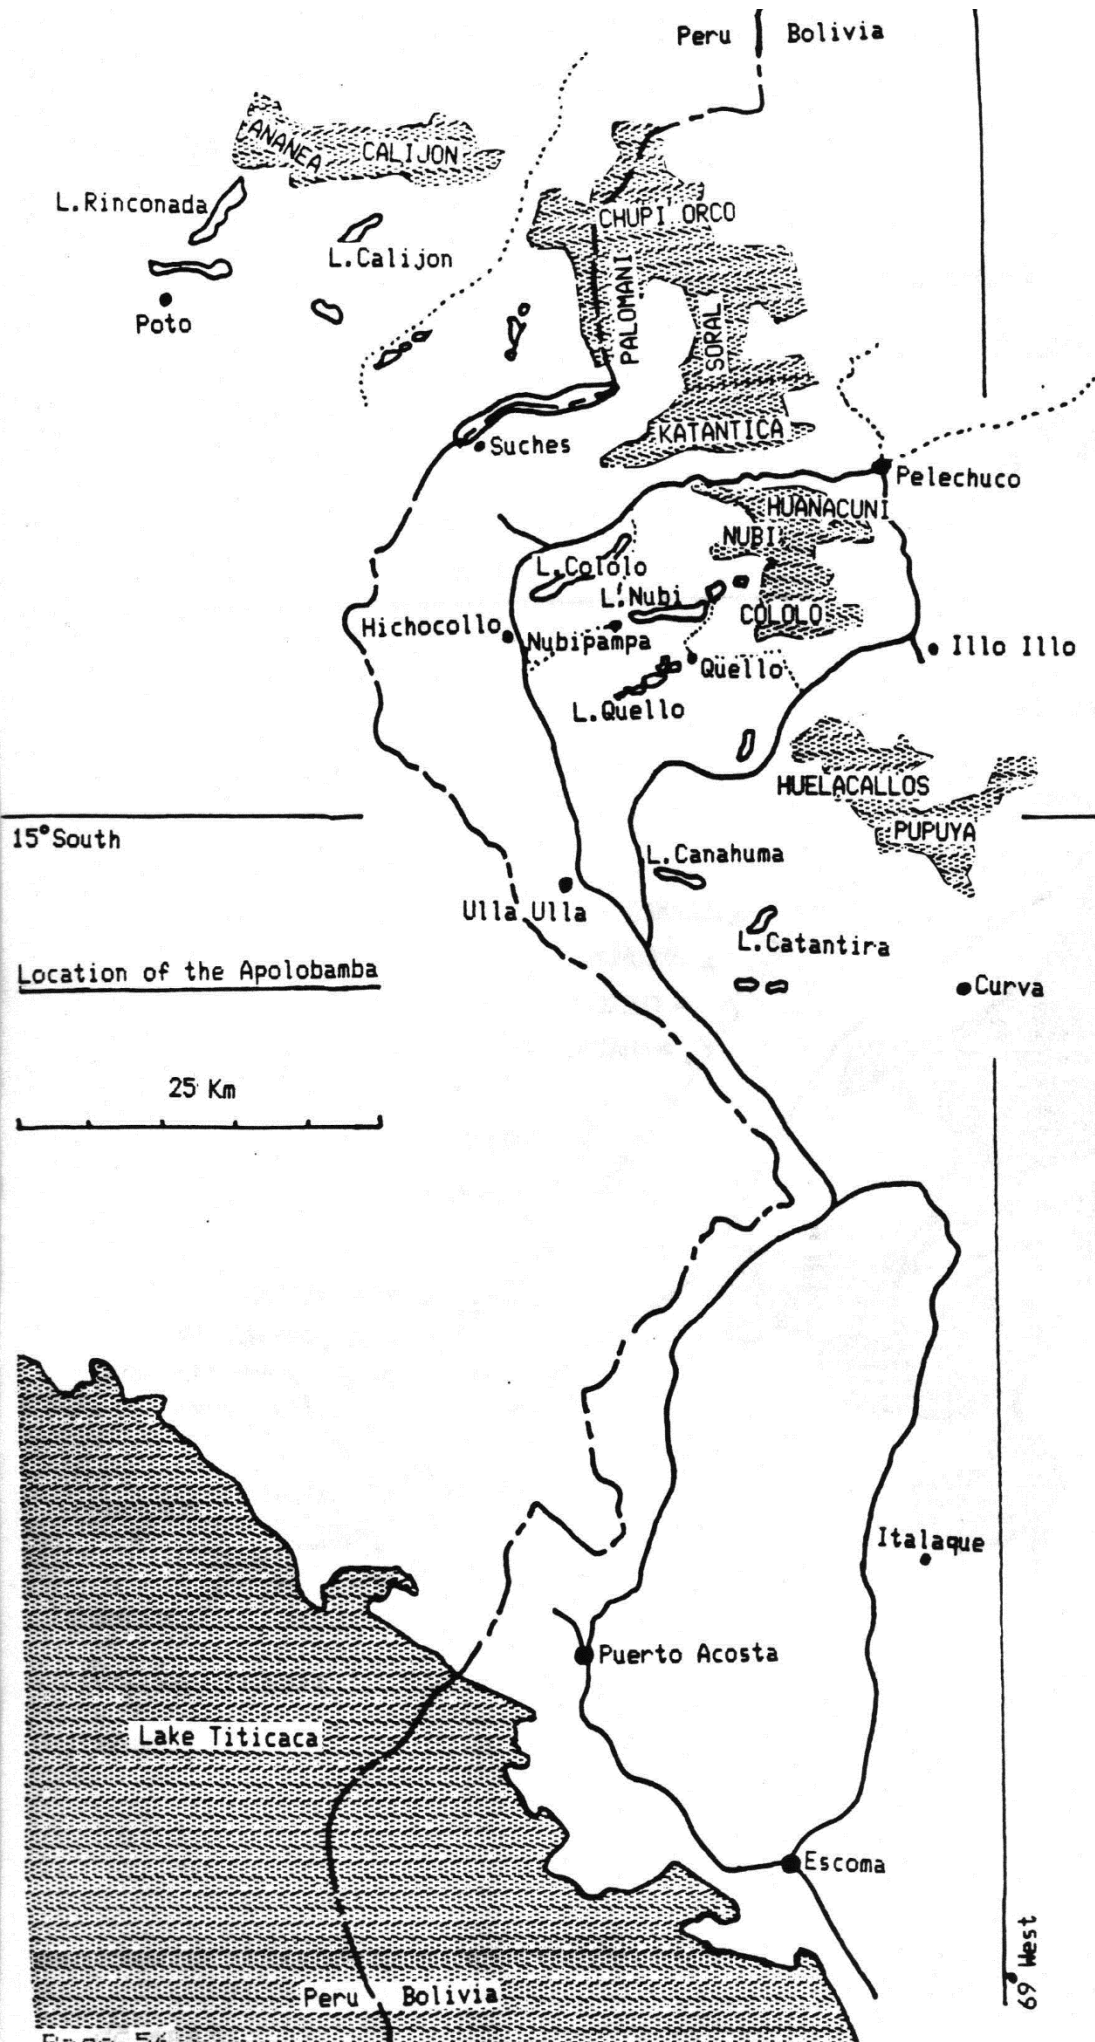 Peru Bolivia
ANANEA
CALIJON
L.Rinconada
CHUPI ORCO
L.Calijon
Poto
PALOMANI
SORAL
KATANTICA
Suches
Pelechuco
HUANACUNI
NUBI
L.Cololo
L.Nubi
COLOLO
Hichocollo
Nubipampa
Illo Illo
Quello
L.Quello
HUELACALLOS
PUPUYA
15°South
L.Canahuma
Ulla Ulla
L.Catantira
Location of the Apolobamba
Curva
25 Km
Italaque
Puerto Acosta
Lake Titicaca
Escoma
69° West
Peru Bolivia